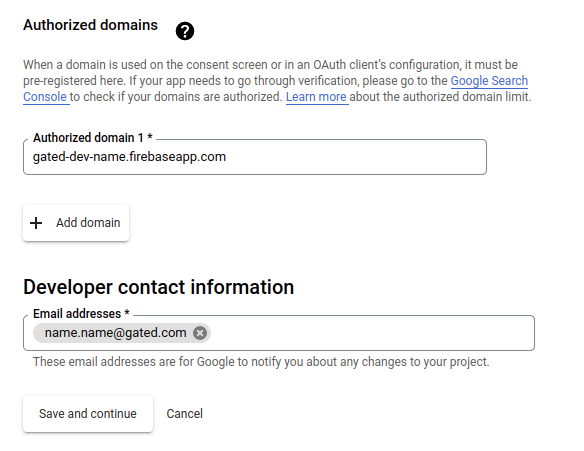 Authorized domains ?
When a domain is used on the consent screen or in an OAuth client's configuration, it must be
pre-registered here. If your app needs to go through verification, please go to the Google Search
Console to check if your domains are authorized. Learn more about the authorized domain limit.
Authorized domain 1 *
gated-dev-name.firebaseapp.com
+ Add domain
Developer contact information
Email addresses *
name.name@gated.com
These email addresses are for Google to notify you about any changes to your project.
Save and continue Cancel